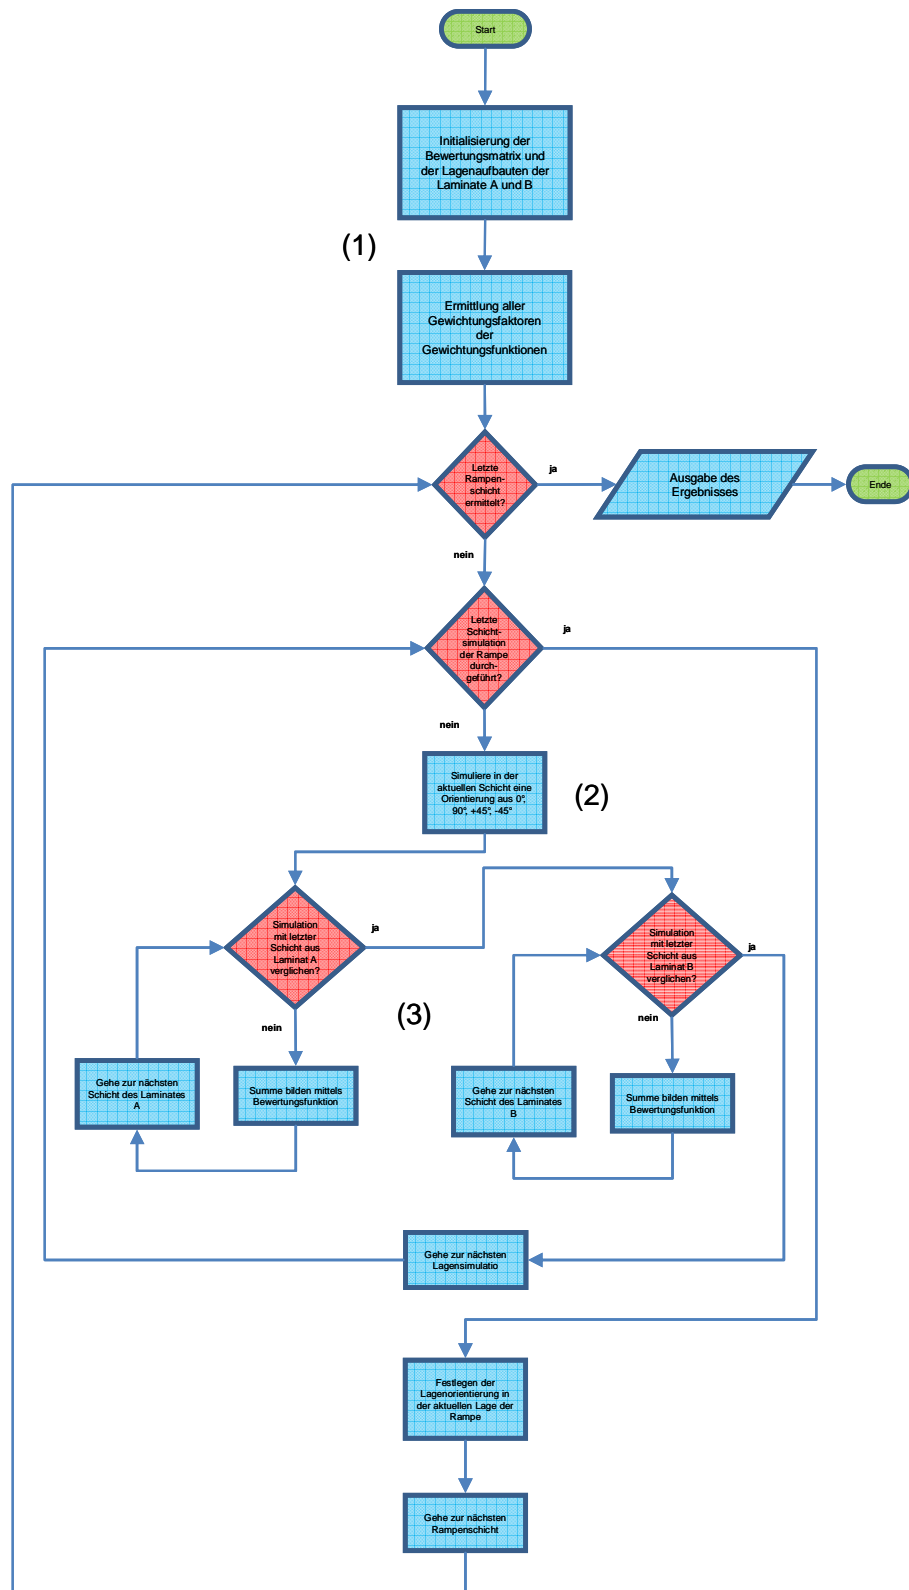 Start
Initialisierung der
Bewertungsmatrix und
der Lagenaufbauten der
Laminate A und B
(1)
Ermittlung aller
Gewichtungsfaktoren
der
Gewichtungsfunktionen
Letzte
Rampen-
schicht
ermittelt?
ja
Ausgabe des
Ergebnisses
Ende
nein
Letzte
Schicht-
simulation
der Rampe
durch-
geführt?
ja
nein
Simuliere in der
aktuellen Schicht eine
Orientierung aus 0°,
90°, +45°, -45°
(2)
Simulation
mit letzter
Schicht aus
Laminat A
verglichen?
ja
Simulation
mit letzter
Schicht aus
Laminat B
verglichen?
ja
(3)
nein
nein
Gehe zur nächsten
Schicht des Laminates
A
Summe bilden mittels
Bewertungsfunktion
Gehe zur nächsten
Schicht des Laminates
B
Summe bilden mittels
Bewertungsfunktion
Gehe zur nächsten
Lagensimulatio
Festlegen der
Lagenorientierung in
der aktuellen Lage der
Rampe
Gehe zur nächsten
Rampenschicht